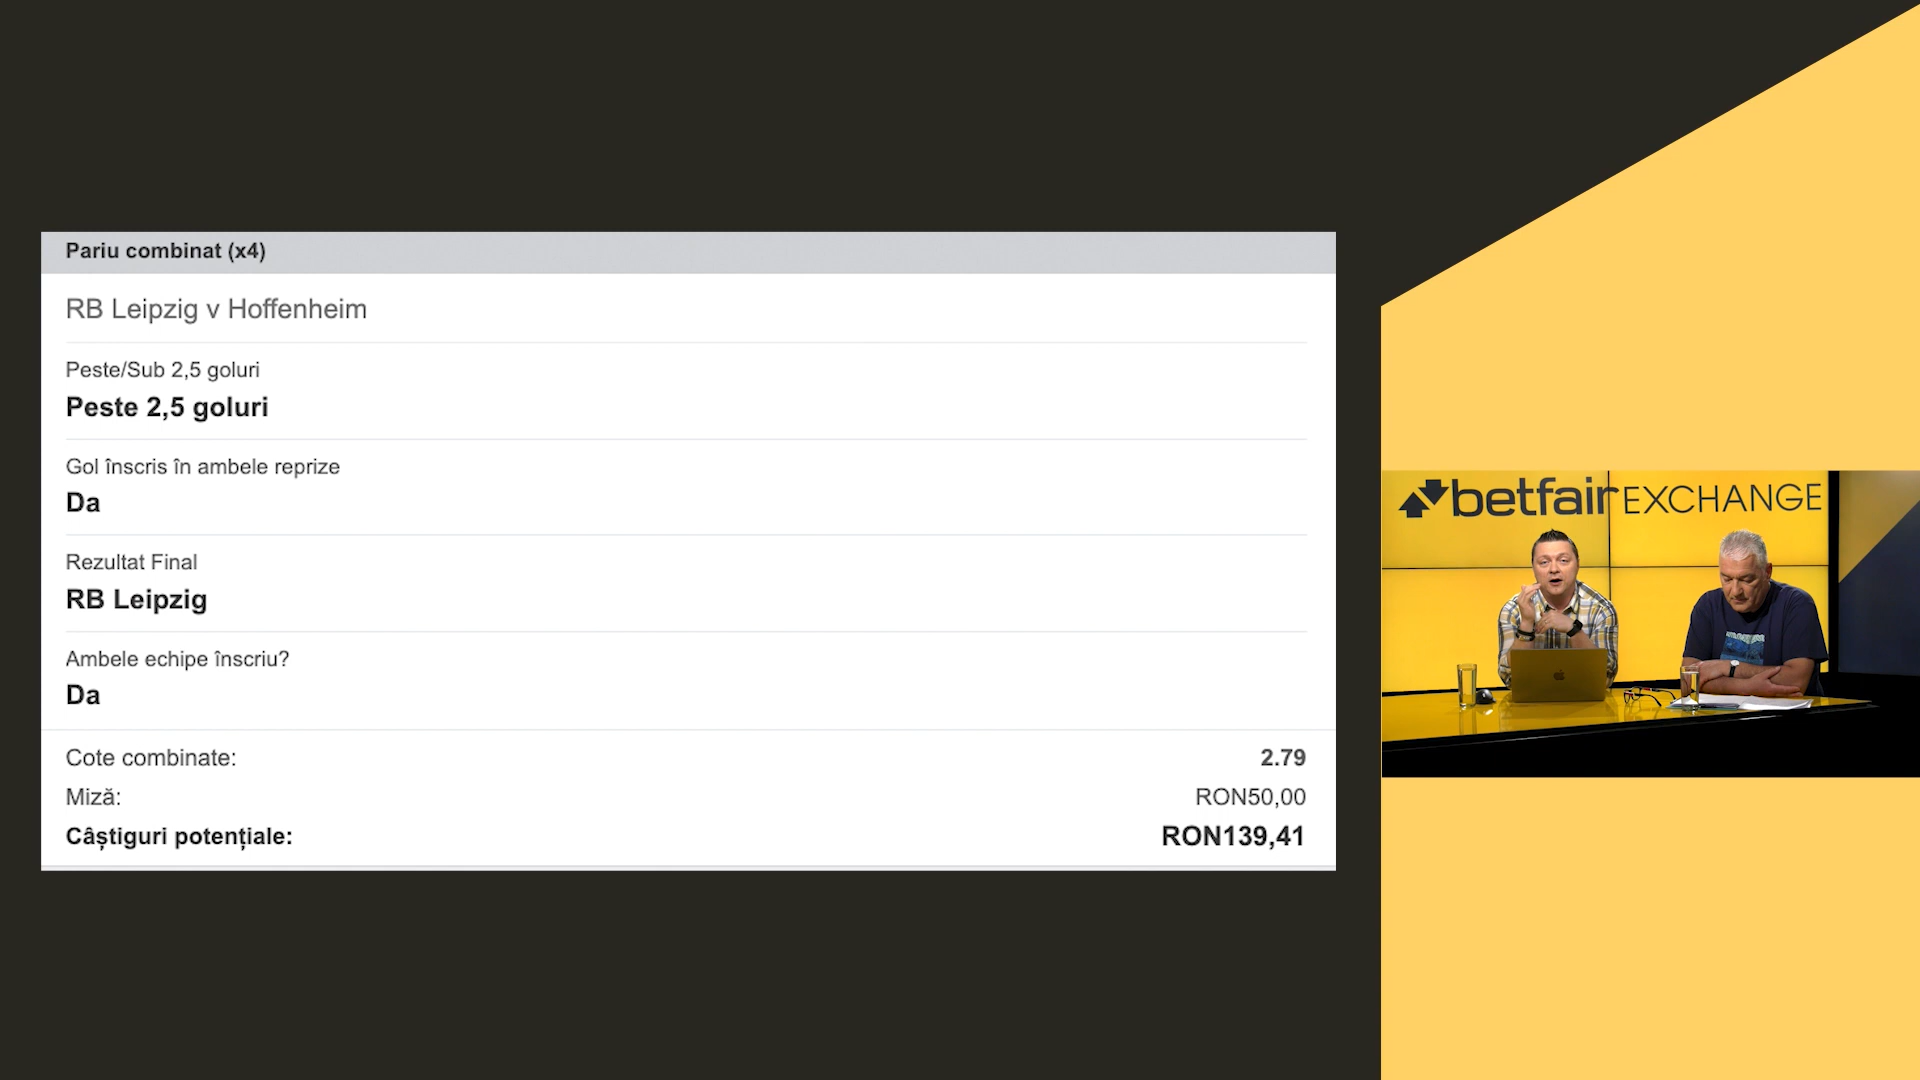 Pariu combinat (x4)
RB Leipzig v Hoffenheim
Peste/Sub 2,5 goluri
Peste 2,5 goluri
Gol înscris în ambele reprize
Da
Rezultat Final
RB Leipzig
Ambele echipe înscriu?
Da
Cote combinate: 2.79
Miză: RON50,00
Câștiguri potențiale: RON139,41
betfair EXCHANGE